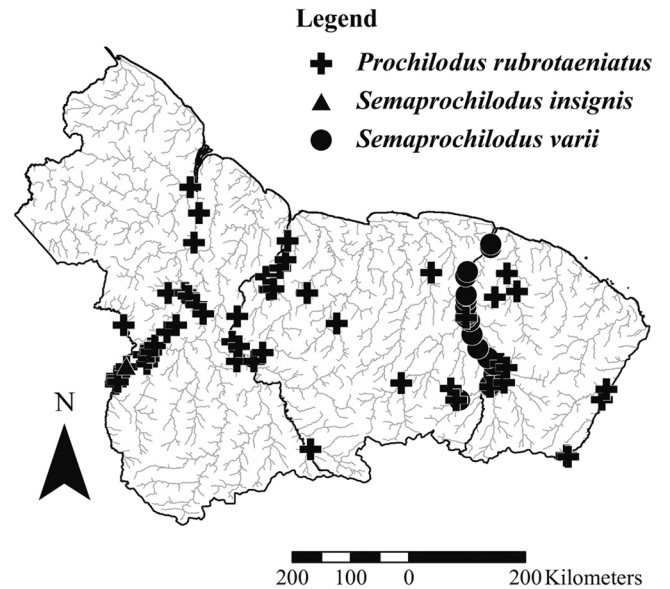 Legend
Prochilodus rubrotaeniatus
Semaprochilodus insignis
Semaprochilodus varii
N
200 100 0 200 Kilometers